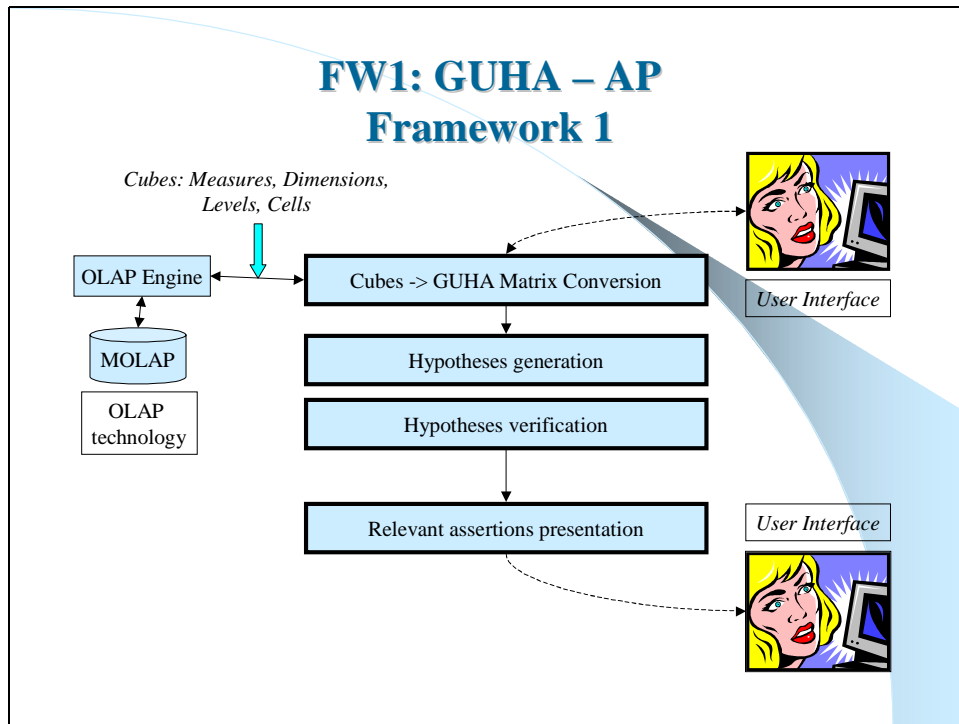 FW1: GUHA – AP
Framework 1
Cubes: Measures, Dimensions,
Levels, Cells
OLAP Engine
Cubes -> GUHA Matrix Conversion
User Interface
MOLAP
Hypotheses generation
OLAP
technology
Hypotheses verification
Relevant assertions presentation
User Interface